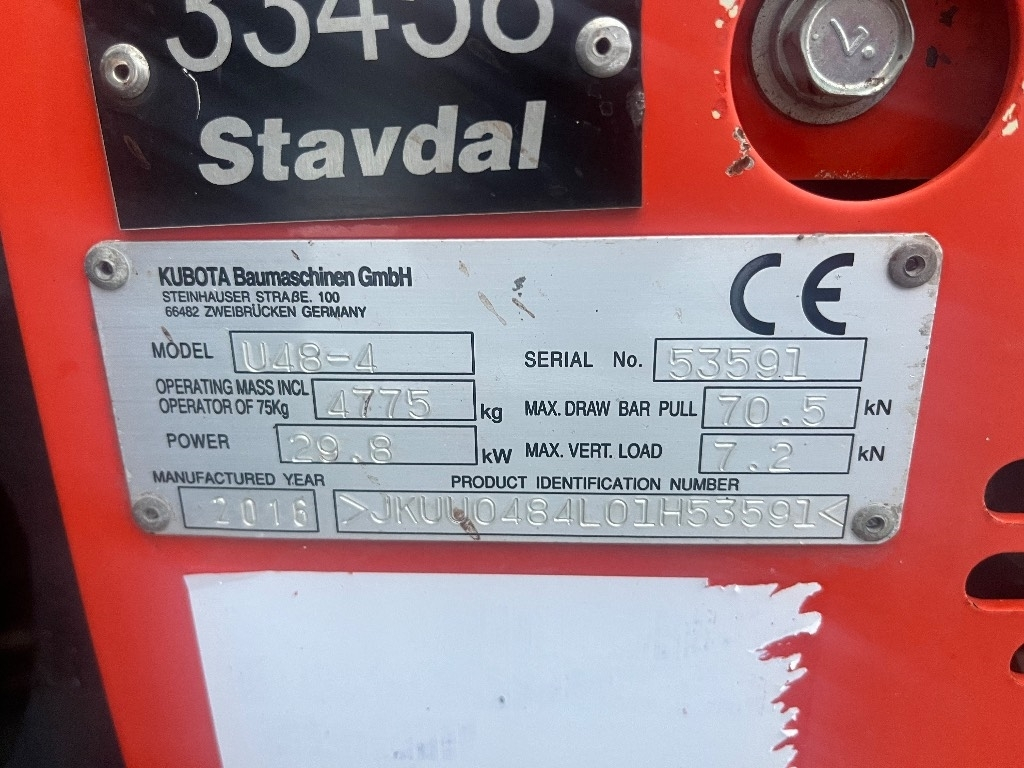 33458
Stavdal
KUBOTA Baumaschinen GmbH
STEINHAUSER STRAßE. 100
66482 ZWEIBRÜCKEN GERMANY
CE
MODEL U48-4 SERIAL No. 53591
OPERATING MASS INCL OPERATOR OF 75Kg 4775 kg MAX. DRAW BAR PULL 70.5 kN
POWER 29.8 kW MAX. VERT. LOAD 7.2 kN
MANUFACTURED YEAR PRODUCT IDENTIFICATION NUMBER
2016 >JKUU0484L01H53591<